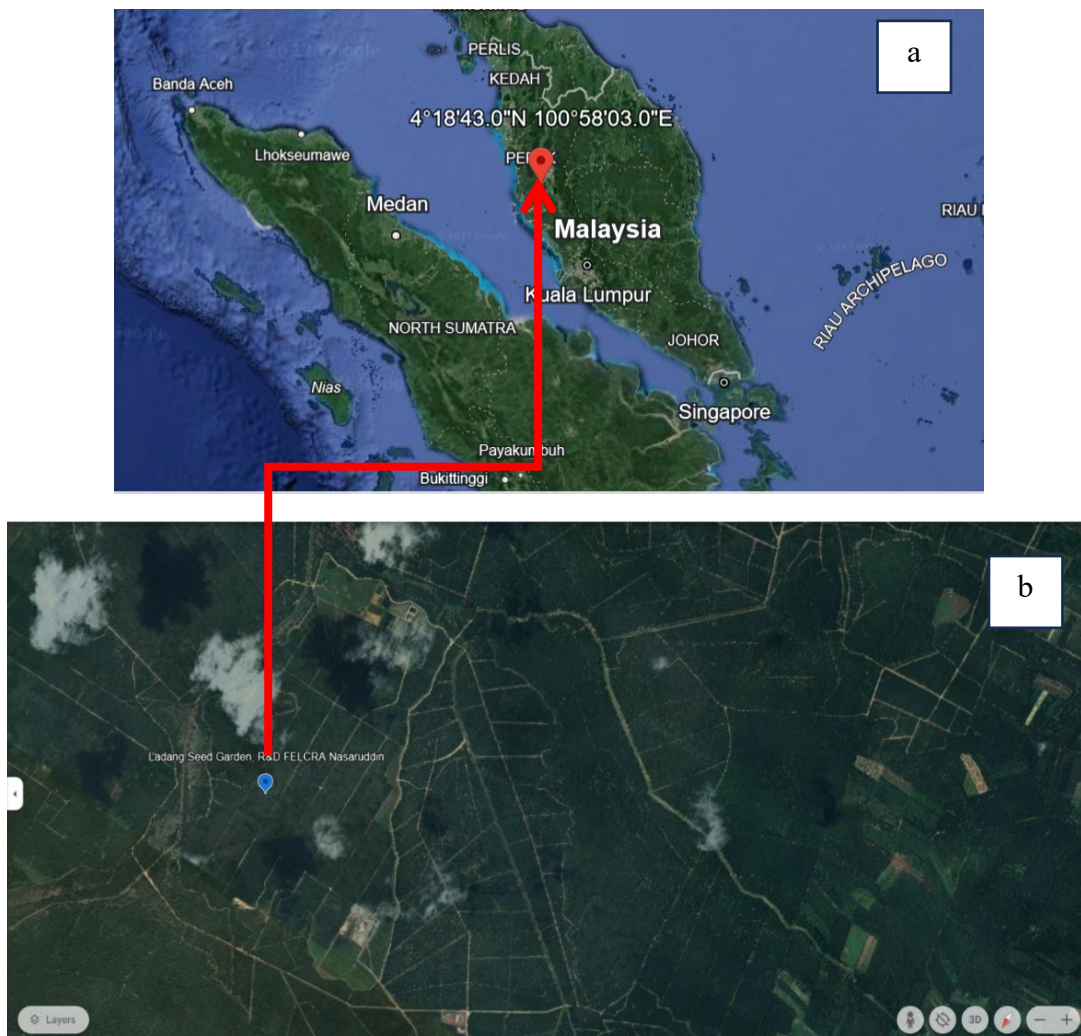 a
PERLIS
KEDAH
Banda Aceh
4°18'43.0"N 100°58'03.0"E
Lhokseumawe
Medan
Malaysia
RIAU
Kuala Lumpur
RIAU ARCHIPELAGO
NORTH SUMATRA
JOHOR
Nias
Singapore
Payakumbuh
Bukittinggi
b
Ladang Seed Garden, R&D FELCRA Nasaruddin
Layers
3D